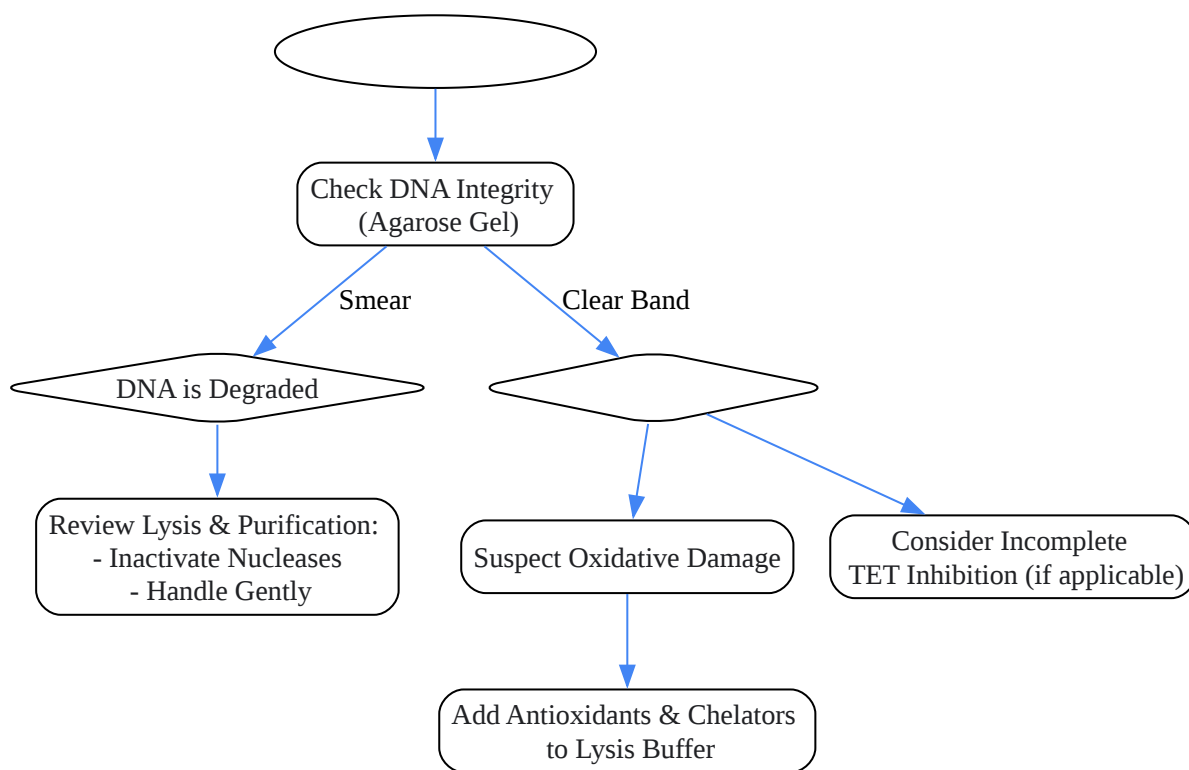 Check DNA Integrity
(Agarose Gel)
Smear
Clear Band
DNA is Degraded
Review Lysis & Purification:
- Inactivate Nucleases
- Handle Gently
Suspect Oxidative Damage
Consider Incomplete
TET Inhibition (if applicable)
Add Antioxidants & Chelators
to Lysis Buffer